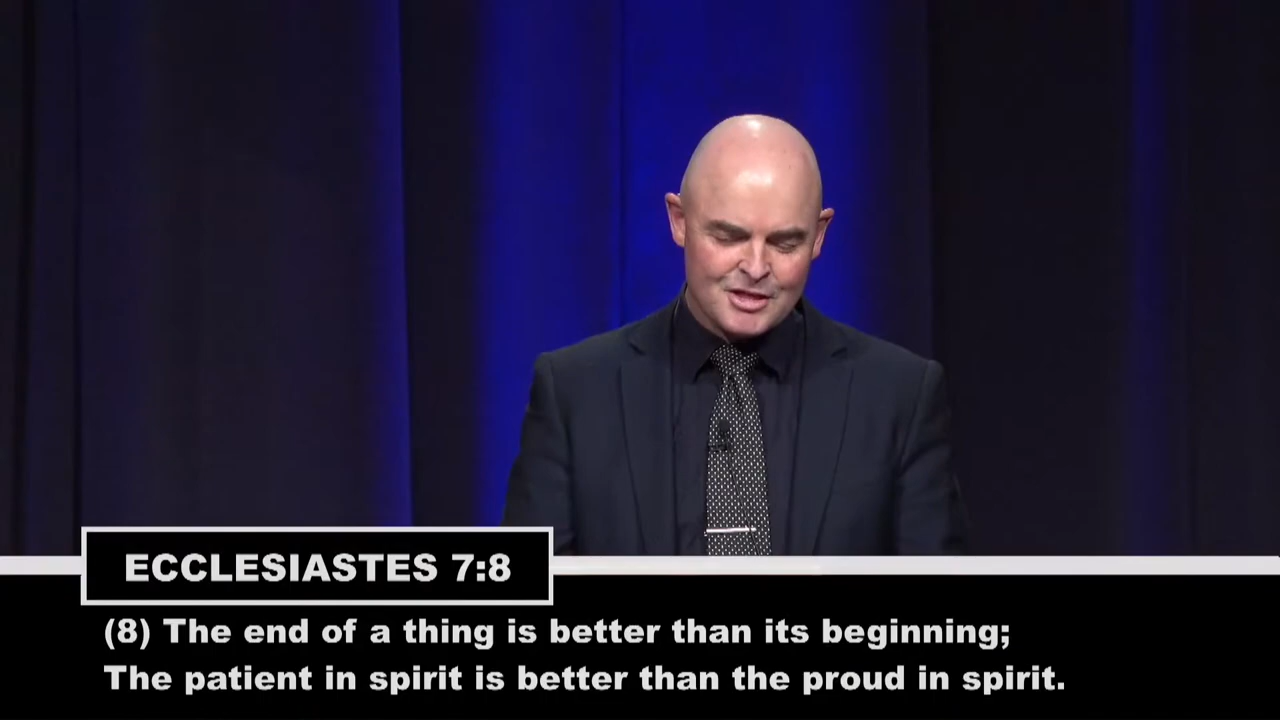 ECCLESIASTES 7:8
(8) The end of a thing is better than its beginning;
The patient in spirit is better than the proud in spirit.